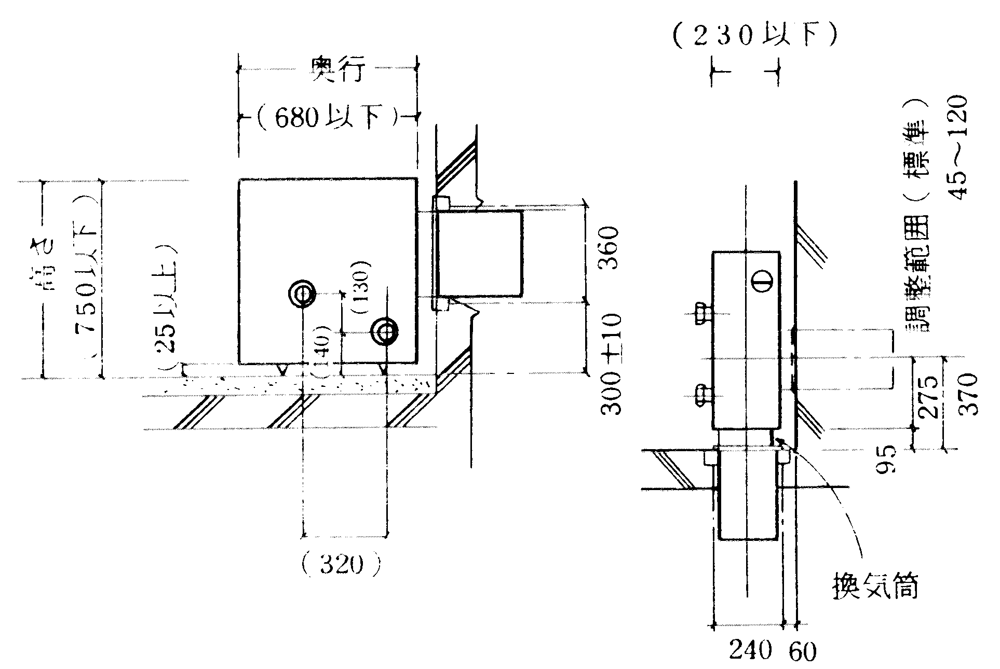 (230以下)
奥行
(680以下)
高さ
(750以下
(25以上)
(130)
(140)
360
300±10
(320)
調整範囲(標準)
45〜120
275
370
95
換気筒
240
60